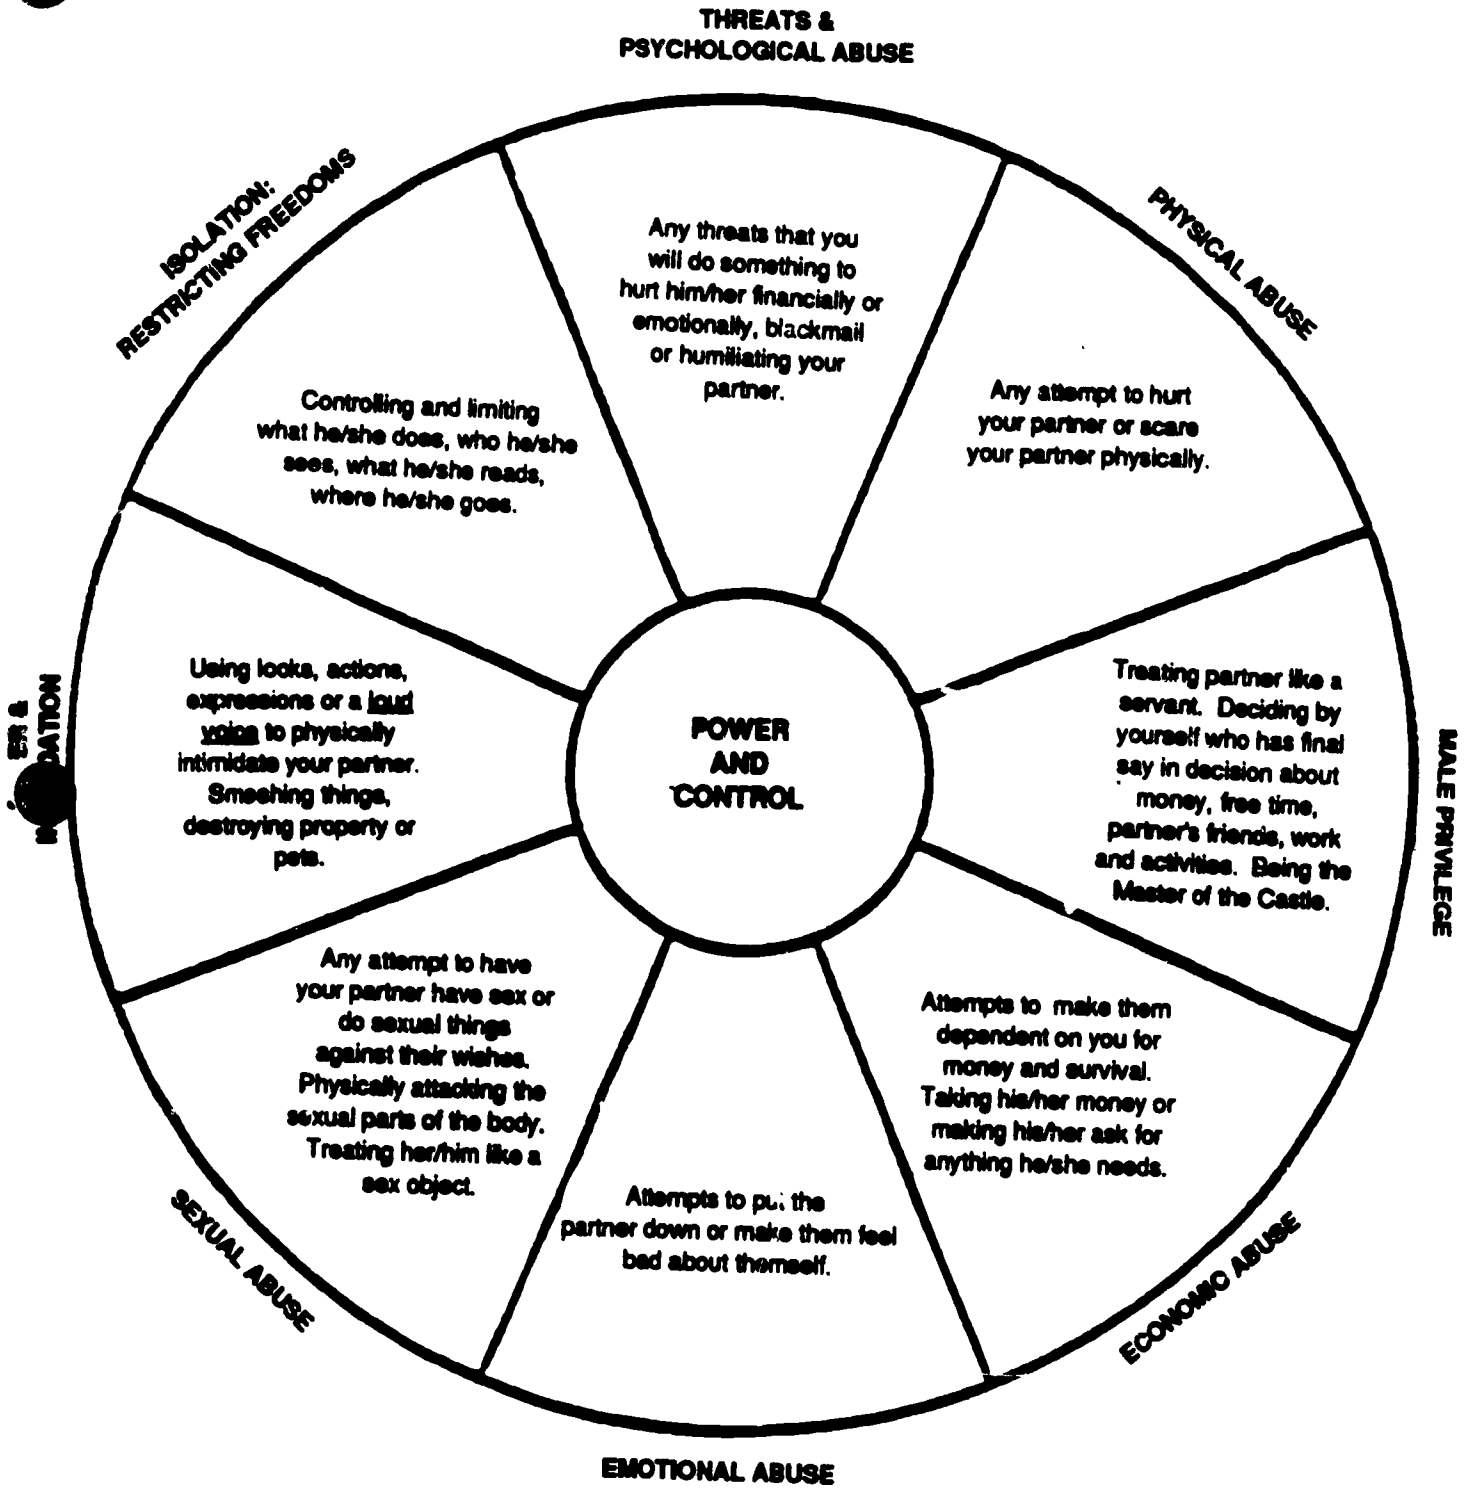 THREATS &
PSYCHOLOGICAL ABUSE
Any threats that you
will do something to
hurt him/her financially or
emotionally, blackmail
or humiliating your
partner.
PHYSICAL ABUSE
Any attempt to hurt
your partner or scare
your partner physically.
MALE PRIVILEGE
Treating partner like a
servant. Deciding by
yourself who has final
say in decision about
money, free time,
partner's friends, work
and activities. Being the
Master of the Castle.
ECONOMIC ABUSE
Attempts to make them
dependent on you for
money and survival.
Taking his/her money or
making his/her ask for
anything he/she needs.
EMOTIONAL ABUSE
Attempts to put the
partner down or make them feel
bad about themself.
SEXUAL ABUSE
Any attempt to have
your partner have sex or
do sexual things
against their wishes.
Physically attacking the
sexual parts of the body.
Treating her/him like a
sex object.
&
Using looks, actions,
expressions or a loud
voice to physically
intimidate your partner.
Smashing things,
destroying property or
pets.
ISOLATION:
RESTRICTING FREEDOMS
Controlling and limiting
what he/she does, who he/she
sees, what he/she reads,
where he/she goes.
POWER
AND
CONTROL